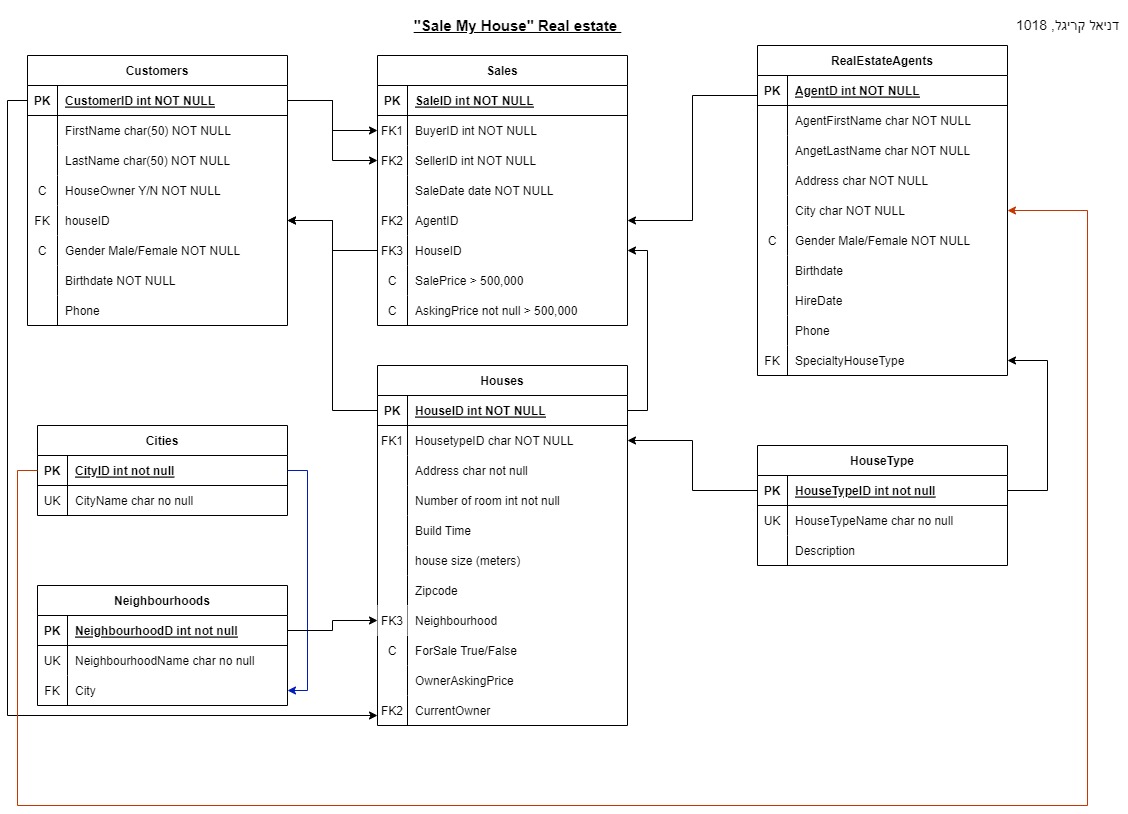 "Sale My House" Real estate
דניאל קריגל, 1018
Customers
PK CustomerID int NOT NULL
FirstName char(50) NOT NULL
LastName char(50) NOT NULL
C HouseOwner Y/N NOT NULL
FK houseID
C Gender Male/Female NOT NULL
Birthdate NOT NULL
Phone
Sales
PK SaleID int NOT NULL
FK1 BuyerID int NOT NULL
FK2 SellerID int NOT NULL
SaleDate date NOT NULL
FK2 AgentID
FK3 HouseID
C SalePrice > 500,000
C AskingPrice not null > 500,000
RealEstateAgents
PK AgentD int NOT NULL
AgentFirstName char NOT NULL
AngetLastName char NOT NULL
Address char NOT NULL
City char NOT NULL
C Gender Male/Female NOT NULL
Birthdate
HireDate
Phone
FK SpecialtyHouseType
Cities
PK CityID int not null
UK CityName char no null
Neighbourhoods
PK NeighbourhoodD int not null
UK NeighbourhoodName char no null
FK City
Houses
PK HouseID int NOT NULL
FK1 HousetypeID char NOT NULL
Address char not null
Number of room int not null
Build Time
house size (meters)
Zipcode
FK3 Neighbourhood
C ForSale True/False
OwnerAskingPrice
FK2 CurrentOwner
HouseType
PK HouseTypeID int not null
UK HouseTypeName char no null
Description